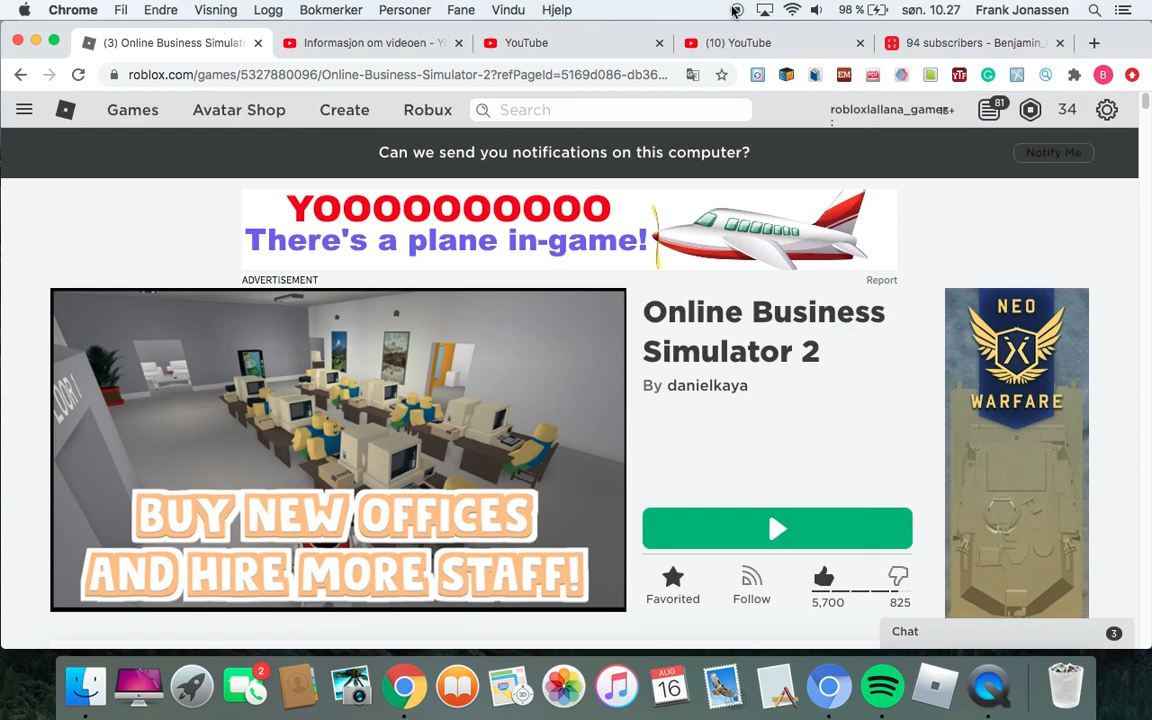 Chrome Fil Endre Visning Logg Bokmerker Personer Fane Vindu Hjelp 98 % søn. 10.27 Frank Jonassen
(3) Online Business Simulat Informasjon om videoen - Y YouTube (10) YouTube 94 subscribers - Benjamin_
roblox.com/games/5327880096/Online-Business-Simulator-2?refPageId=5169d086-db36...
Games Avatar Shop Create Robux Search 81 34
Can we send you notifications on this computer? Notify Me
YOOOOOOOOOO
There's a plane in-game!
ADVERTISEMENT Report
Online Business
Simulator 2
By danielkaya
BUY NEW OFFICES
AND HIRE MORE STAFF!
Favorited Follow 5,700 825
NEO
WARFARE
Chat 3
2 AUG
16